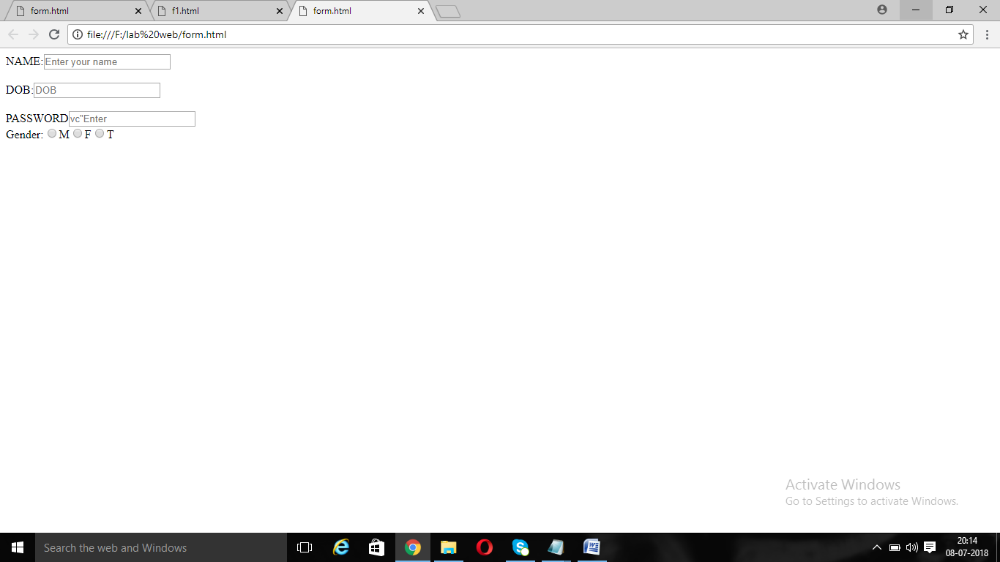 form.html f1.html form.html
file:///F:/lab%20web/form.html
NAME:Enter your name
DOB:DOB
PASSWORDvc"Enter
Gender: M F T
Activate Windows
Go to Settings to activate Windows.
Search the web and Windows
20:14
08-07-2018